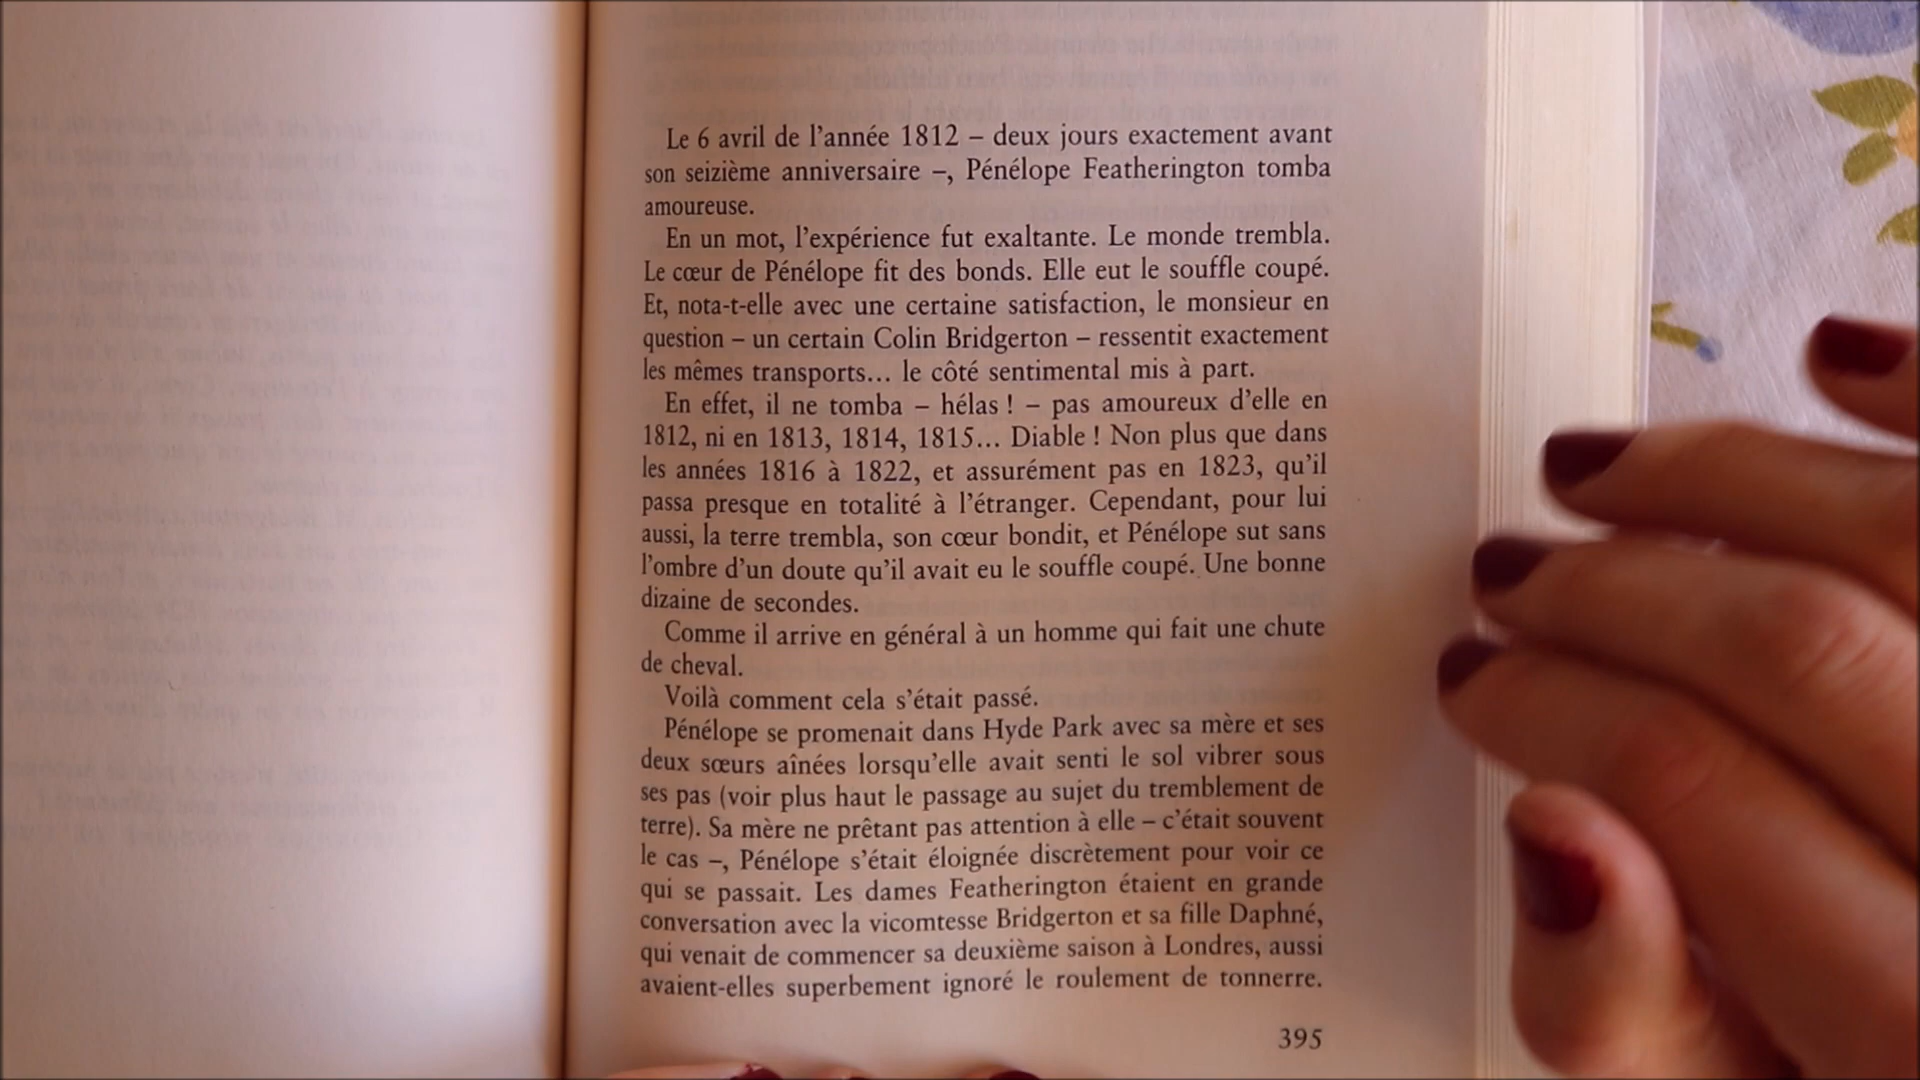 Le 6 avril de l'année 1812 – deux jours exactement avant
son seizième anniversaire –, Pénélope Featherington tomba
amoureuse.
En un mot, l'expérience fut exaltante. Le monde trembla.
Le cœur de Pénélope fit des bonds. Elle eut le souffle coupé.
Et, nota-t-elle avec une certaine satisfaction, le monsieur en
question – un certain Colin Bridgerton – ressentit exactement
les mêmes transports... le côté sentimental mis à part.
En effet, il ne tomba – hélas ! – pas amoureux d'elle en
1812, ni en 1813, 1814, 1815... Diable ! Non plus que dans
les années 1816 à 1822, et assurément pas en 1823, qu'il
passa presque en totalité à l'étranger. Cependant, pour lui
aussi, la terre trembla, son cœur bondit, et Pénélope sut sans
l'ombre d'un doute qu'il avait eu le souffle coupé. Une bonne
dizaine de secondes.
Comme il arrive en général à un homme qui fait une chute
de cheval.
Voilà comment cela s'était passé.
Pénélope se promenait dans Hyde Park avec sa mère et ses
deux sœurs aînées lorsqu'elle avait senti le sol vibrer sous
ses pas (voir plus haut le passage au sujet du tremblement de
terre). Sa mère ne prêtant pas attention à elle – c'était souvent
le cas –, Pénélope s'était éloignée discrètement pour voir ce
qui se passait. Les dames Featherington étaient en grande
conversation avec la vicomtesse Bridgerton et sa fille Daphné,
qui venait de commencer sa deuxième saison à Londres, aussi
avaient-elles superbement ignoré le roulement de tonnerre.
395